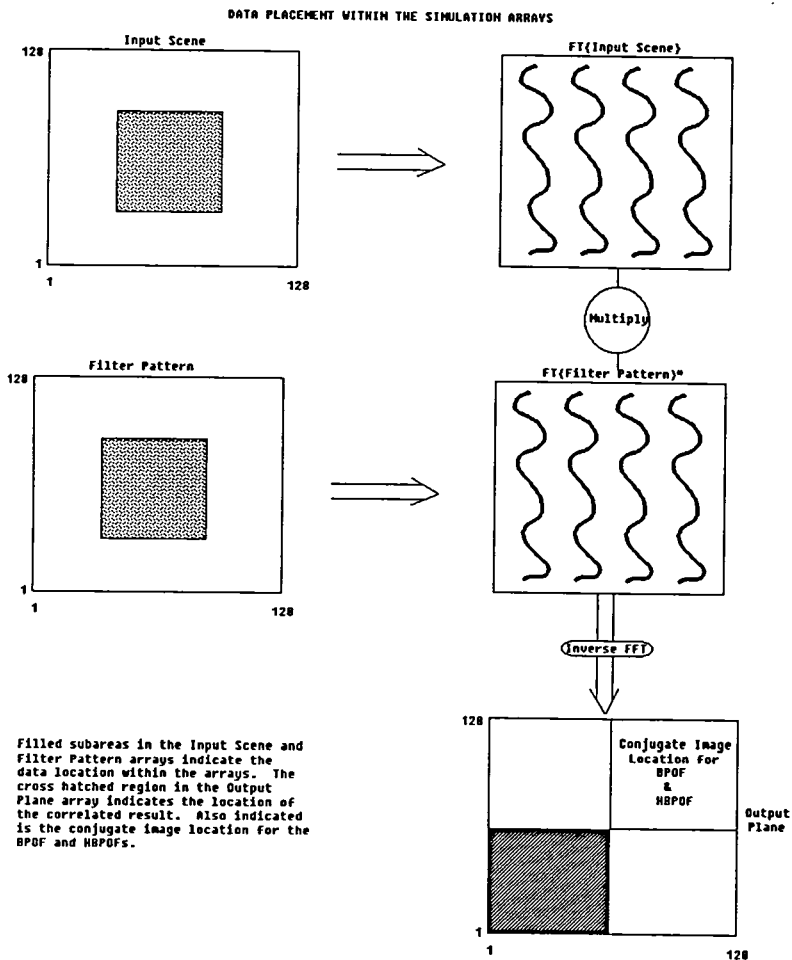 DATA PLACEMENT WITHIN THE SIMULATION ARRAYS
Input Scene
128
1
1
128
FT{Input Scene}
Multiply
Filter Pattern
128
1
1
128
FT{Filter Pattern}*
Inverse FFT
128
Conjugate Image
Location for
BPOF
&
HBPOF
Output
Plane
1
1
128
Filled subareas in the Input Scene and
Filter Pattern arrays indicate the
data location within the arrays. The
cross hatched region in the Output
Plane array indicates the location of
the correlated result. Also indicated
is the conjugate image location for the
BPOF and HBPOFs.